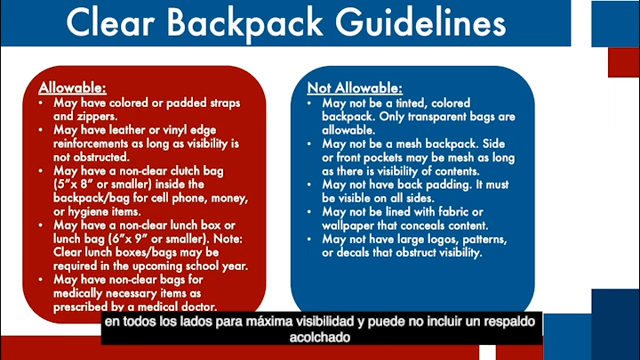 Clear Backpack Guidelines
Allowable:
• May have colored or padded straps
and zippers.
• May have leather or vinyl edge
reinforcements as long as visibility is
not obstructed.
• May have a non-clear clutch bag
(5”x 8” or smaller) inside the
backpack/bag for cell phone, money,
or hygiene items.
• May have a non-clear lunch box or
lunch bag (6”x 9” or smaller). Note:
Clear lunch boxes/bags may be
required in the upcoming school year.
• May have non-clear bags for
medically necessary items as
prescribed by a medical doctor.
Not Allowable:
• May not be a tinted, colored
backpack. Only transparent bags are
allowable.
• May not be a mesh backpack. Side
or front pockets may be mesh as long
as there is visibility of contents.
• May not have back padding. It must
be visible on all sides.
• May not be lined with fabric or
wallpaper that conceals content.
• May not have large logos, patterns,
or decals that obstruct visibility.
en todos los lados para máxima visibilidad y puede no incluir un respaldo
acolchado